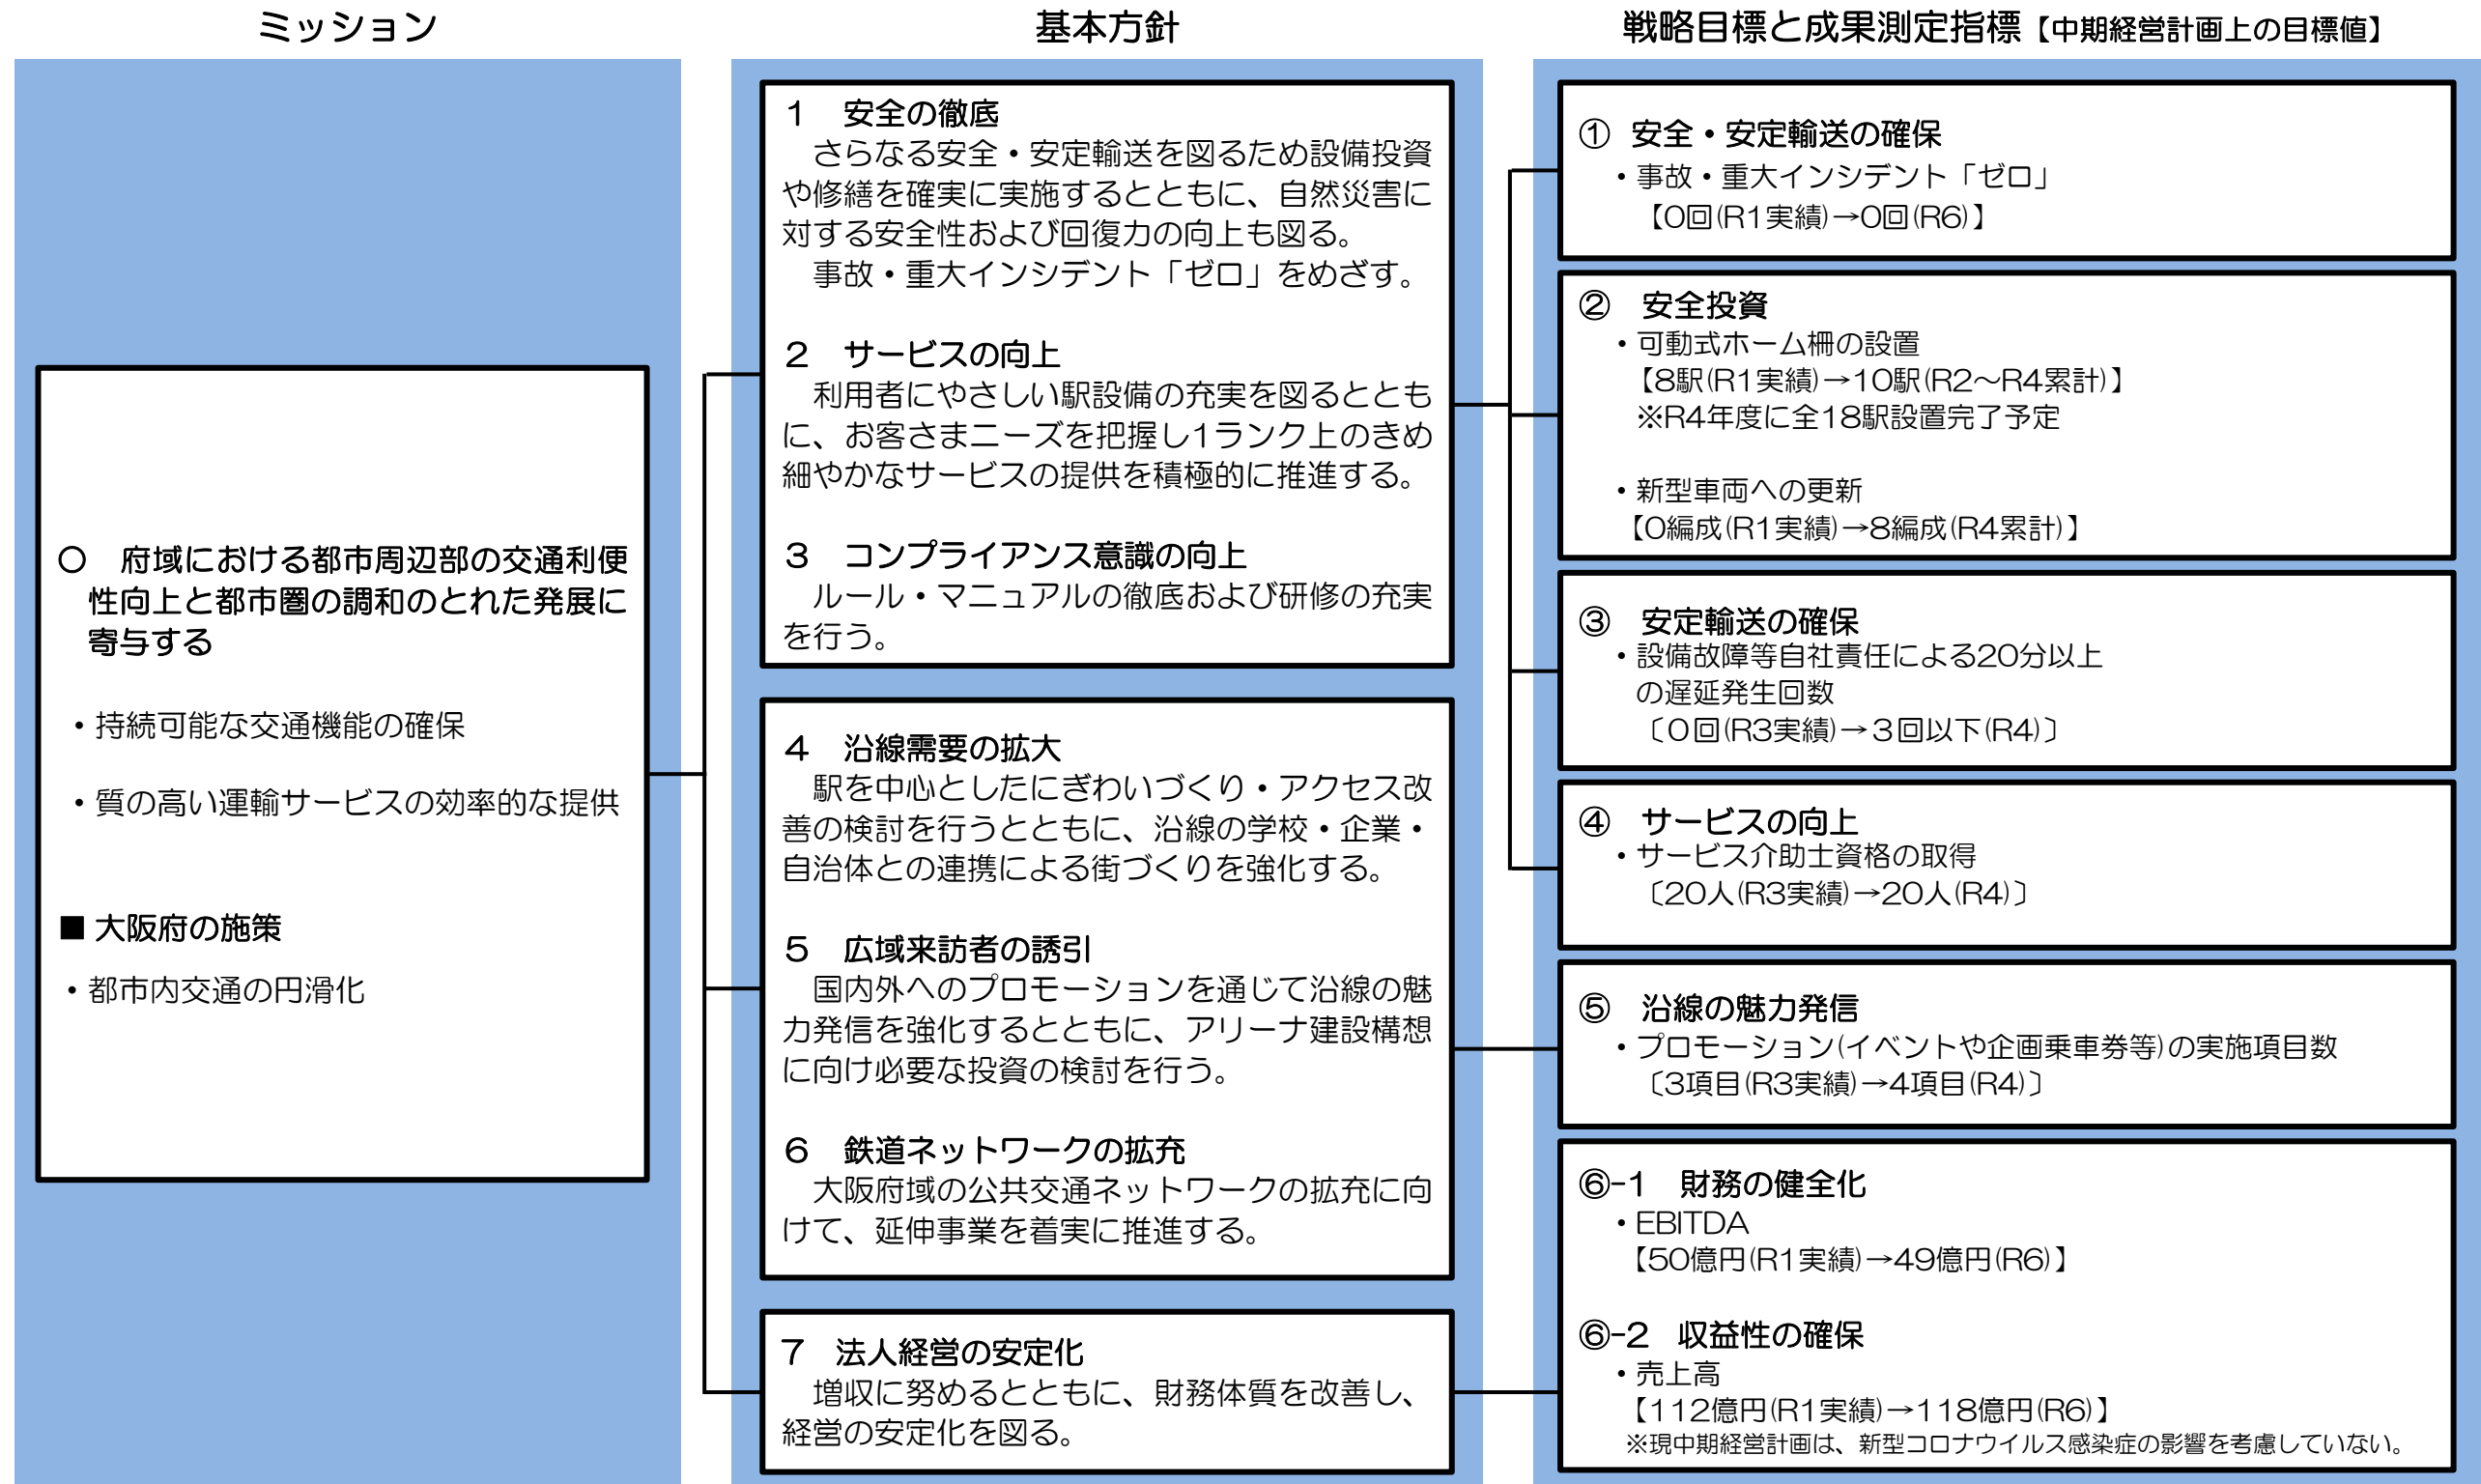 ミッション
○　府域における都市周辺部の交通利便
性向上と都市圏の調和のとれた発展に
寄与する
・持続可能な交通機能の確保
・質の高い運輸サービスの効率的な提供
■ 大阪府の施策
・都市内交通の円滑化
基本方針
１　安全の徹底
さらなる安全・安定輸送を図るため設備投資
や修繕を確実に実施するとともに、自然災害に
対する安全性および回復力の向上も図る。
事故・重大インシデント「ゼロ」をめざす。
２　サービスの向上
利用者にやさしい駅設備の充実を図るととも
に、お客さまニーズを把握し1ランク上のきめ
細やかなサービスの提供を積極的に推進する。
３　コンプライアンス意識の向上
ルール・マニュアルの徹底および研修の充実
を行う。
４　沿線需要の拡大
駅を中心としたにぎわいづくり・アクセス改
善の検討を行うとともに、沿線の学校・企業・
自治体との連携による街づくりを強化する。
５　広域来訪者の誘引
国内外へのプロモーションを通じて沿線の魅
力発信を強化するとともに、アリーナ建設構想
に向け必要な投資の検討を行う。
６　鉄道ネットワークの拡充
大阪府域の公共交通ネットワークの拡充に向
けて、延伸事業を着実に推進する。
７　法人経営の安定化
増収に努めるとともに、財務体質を改善し、
経営の安定化を図る。
戦略目標と成果測定指標【中期経営計画上の目標値】
①　安全・安定輸送の確保
・事故・重大インシデント「ゼロ」
【0回(R1実績)→0回(R6)】
②　安全投資
・可動式ホーム柵の設置
【8駅(R1実績)→10駅(R2～R4累計)】
※R4年度に全18駅設置完了予定
・新型車両への更新
【0編成(R1実績)→8編成(R4累計)】
③　安定輸送の確保
・設備故障等自社責任による20分以上
の遅延発生回数
〔０回(R3実績)→３回以下(R4)〕
④　サービスの向上
・サービス介助士資格の取得
〔20人(R3実績)→20人(R4)〕
⑤　沿線の魅力発信
・プロモーション(イベントや企画乗車券等)の実施項目数
〔3項目(R3実績)→4項目(R4)〕
⑥-1　財務の健全化
・EBITDA
【50億円(R1実績)→49億円(R6)】
⑥-2　収益性の確保
・売上高
【112億円(R1実績)→118億円(R6)】
※現中期経営計画は、新型コロナウイルス感染症の影響を考慮していない。